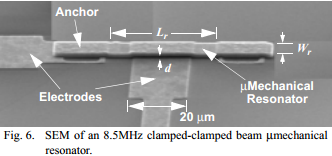 Anchor
Lr
Wr
d
Electrodes
μMechanical
Resonator
20 μm
Fig. 6. SEM of an 8.5MHz clamped-clamped beam μmechanical
resonator.